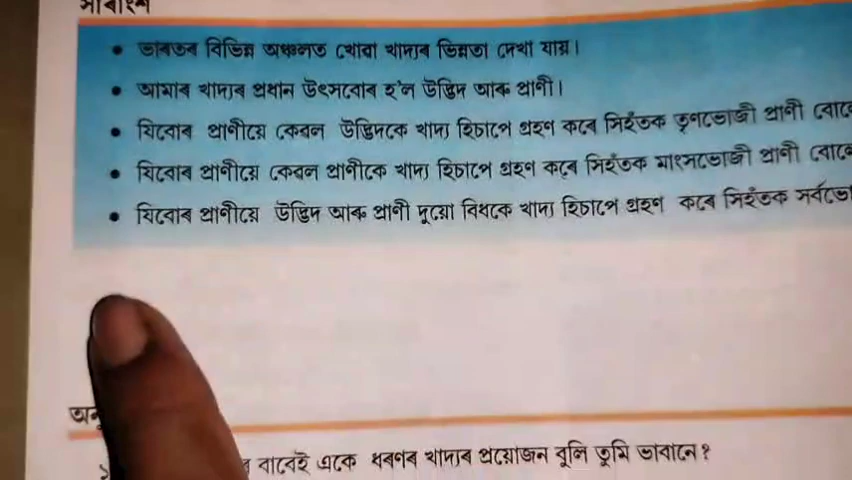 সাৰাংশ
• ভাৰতৰ বিভিন্ন অঞ্চলত খোৱা খাদ্যৰ ভিন্নতা দেখা যায়।
• আমাৰ খাদ্যৰ প্ৰধান উৎসবোৰ হ'ল উদ্ভিদ আৰু প্ৰাণী।
• যিবোৰ প্ৰাণীয়ে কেৱল উদ্ভিদকে খাদ্য হিচাপে গ্ৰহণ কৰে সিহঁতক তৃণভোজী প্ৰাণী
• যিবোৰ প্ৰাণীয়ে কেৱল প্ৰাণীকে খাদ্য হিচাপে গ্ৰহণ কৰে সিহঁতক মাংসভোজী প্ৰাণী
• যিবোৰ প্ৰাণীয়ে উদ্ভিদ আৰু প্ৰাণী দুয়ো বিধকে খাদ্য হিচাপে গ্ৰহণ কৰে সিহঁতক
বাবেই একে ধৰণৰ খাদ্যৰ প্ৰয়োজন বুলি তুমি ভাবানে?